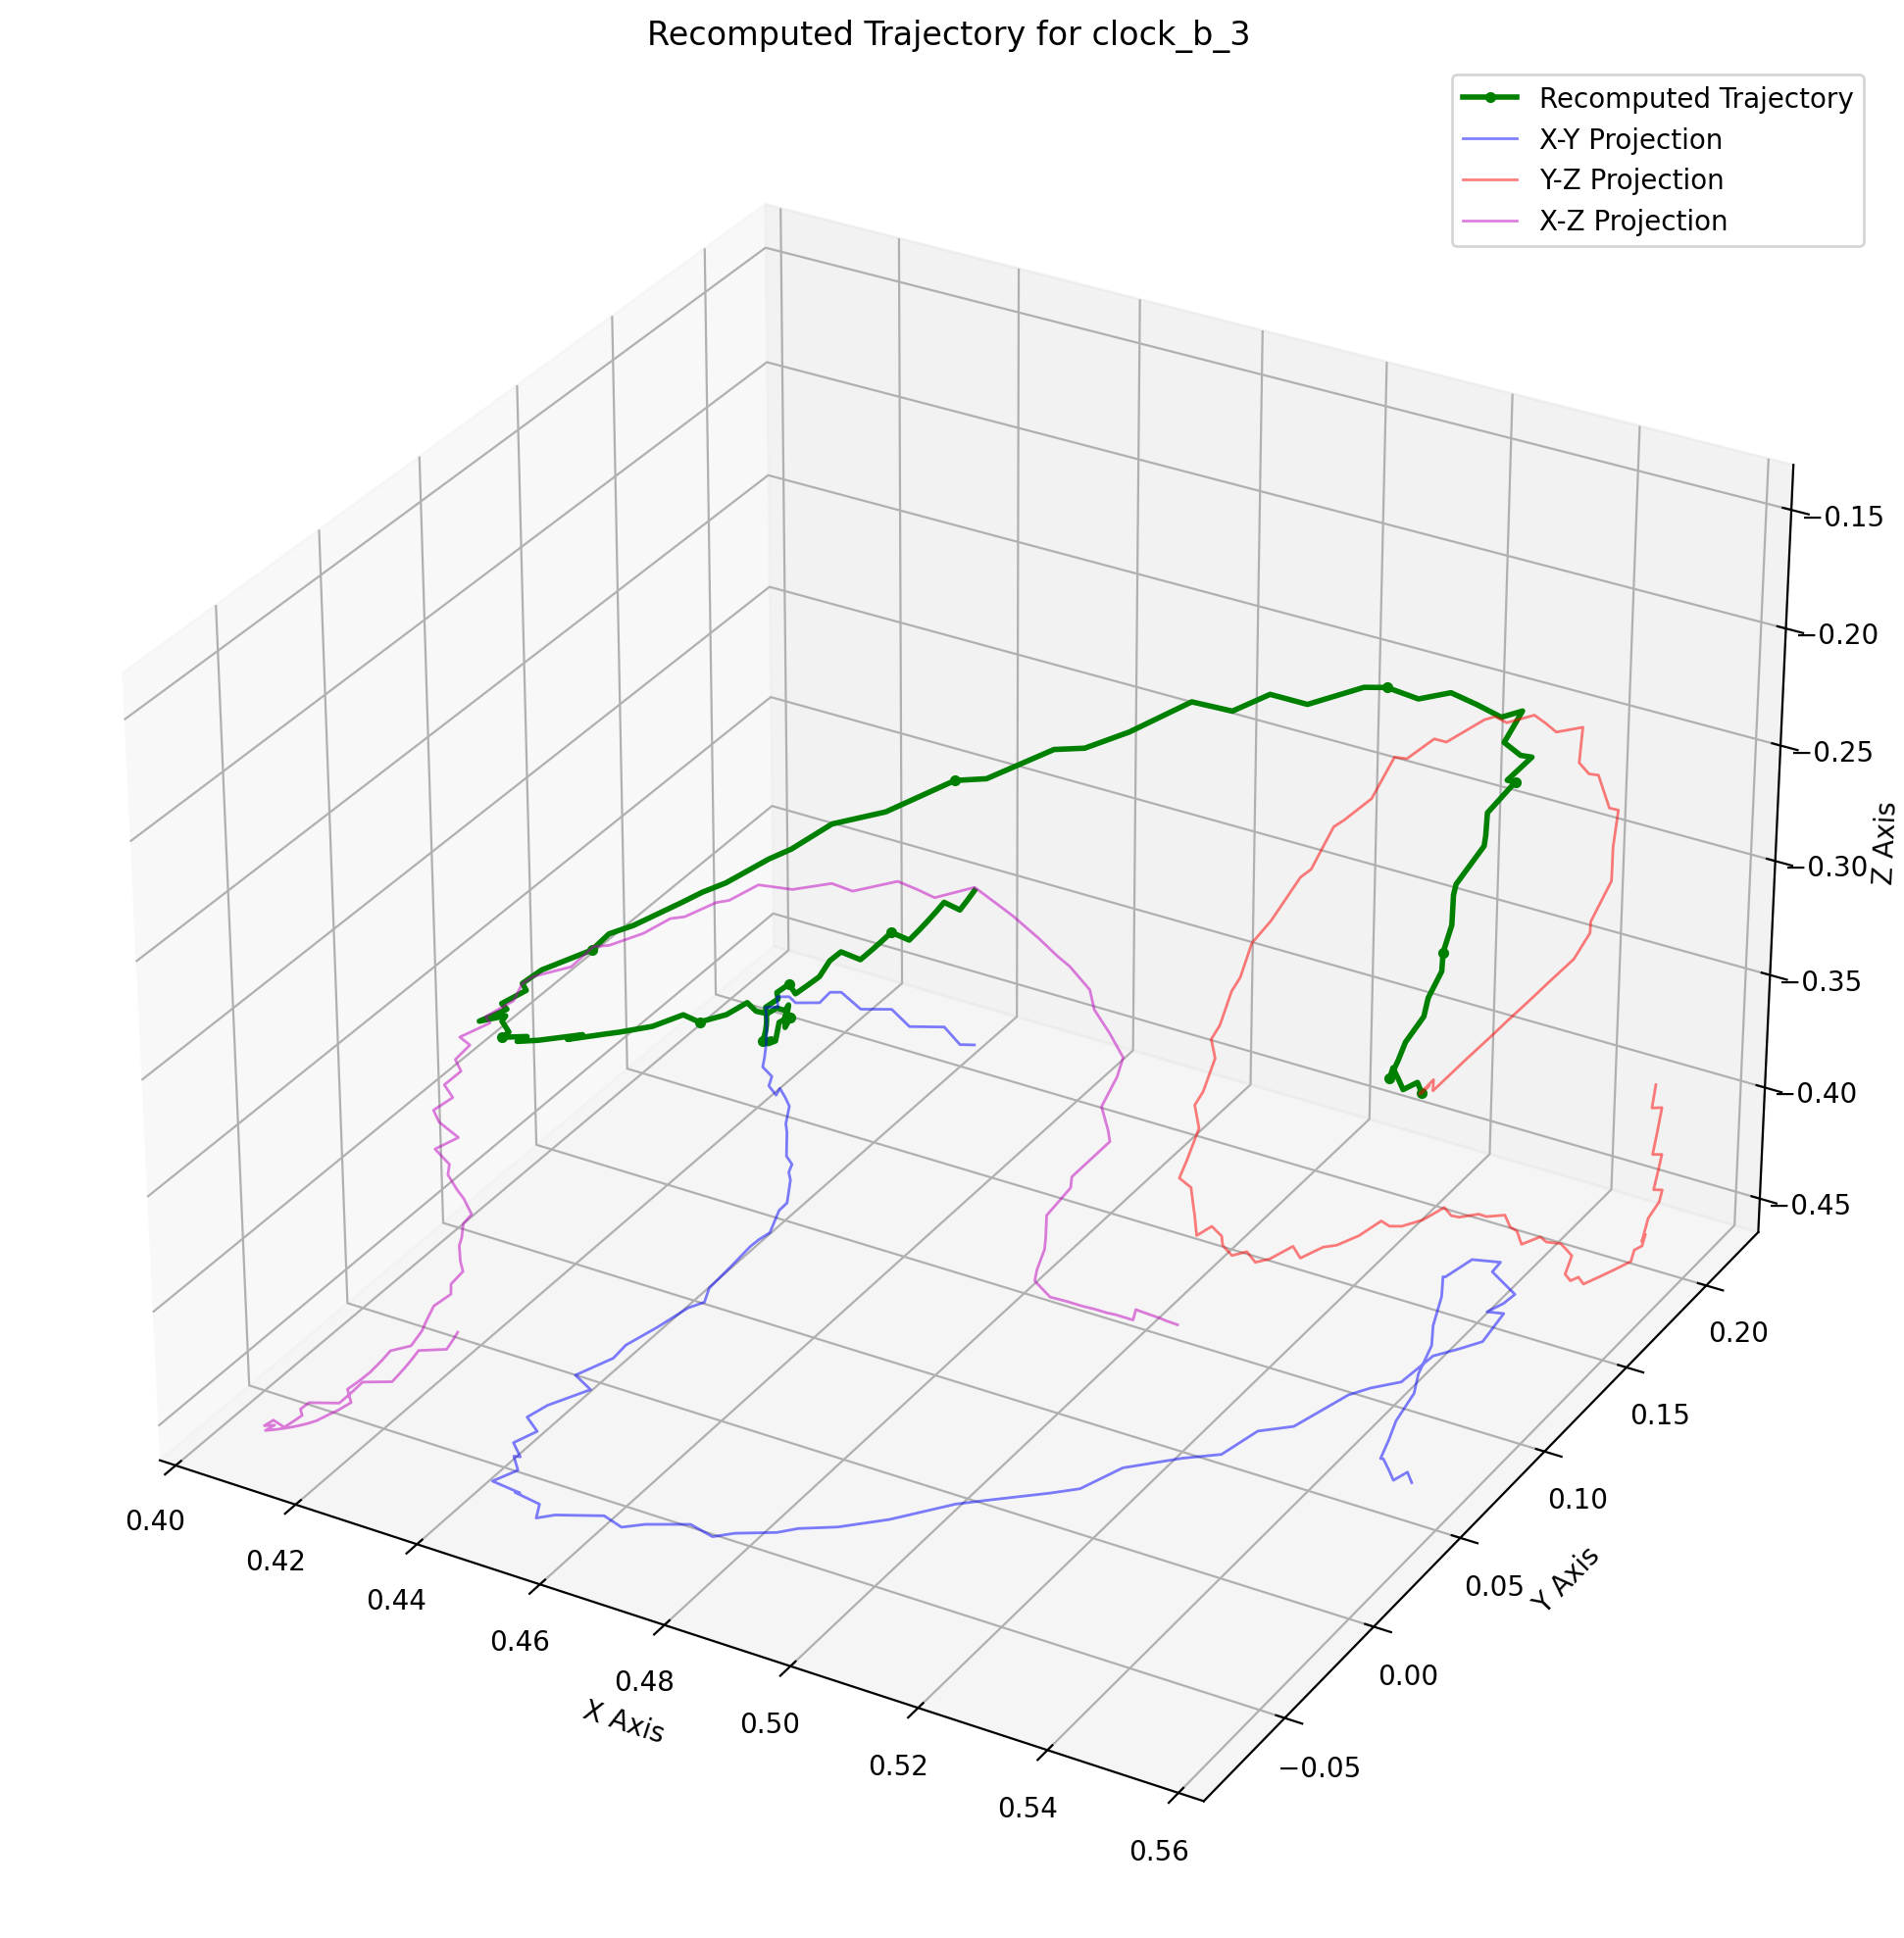 Recomputed Trajectory for clock_b_3
Recomputed Trajectory
X-Y Projection
Y-Z Projection
X-Z Projection
−0.15
−0.20
−0.25
−0.30
−0.35
−0.40
−0.45
Z Axis
0.20
0.15
0.10
0.05
0.00
−0.05
Y Axis
0.40
0.42
0.44
0.46
0.48
0.50
0.52
0.54
0.56
X Axis